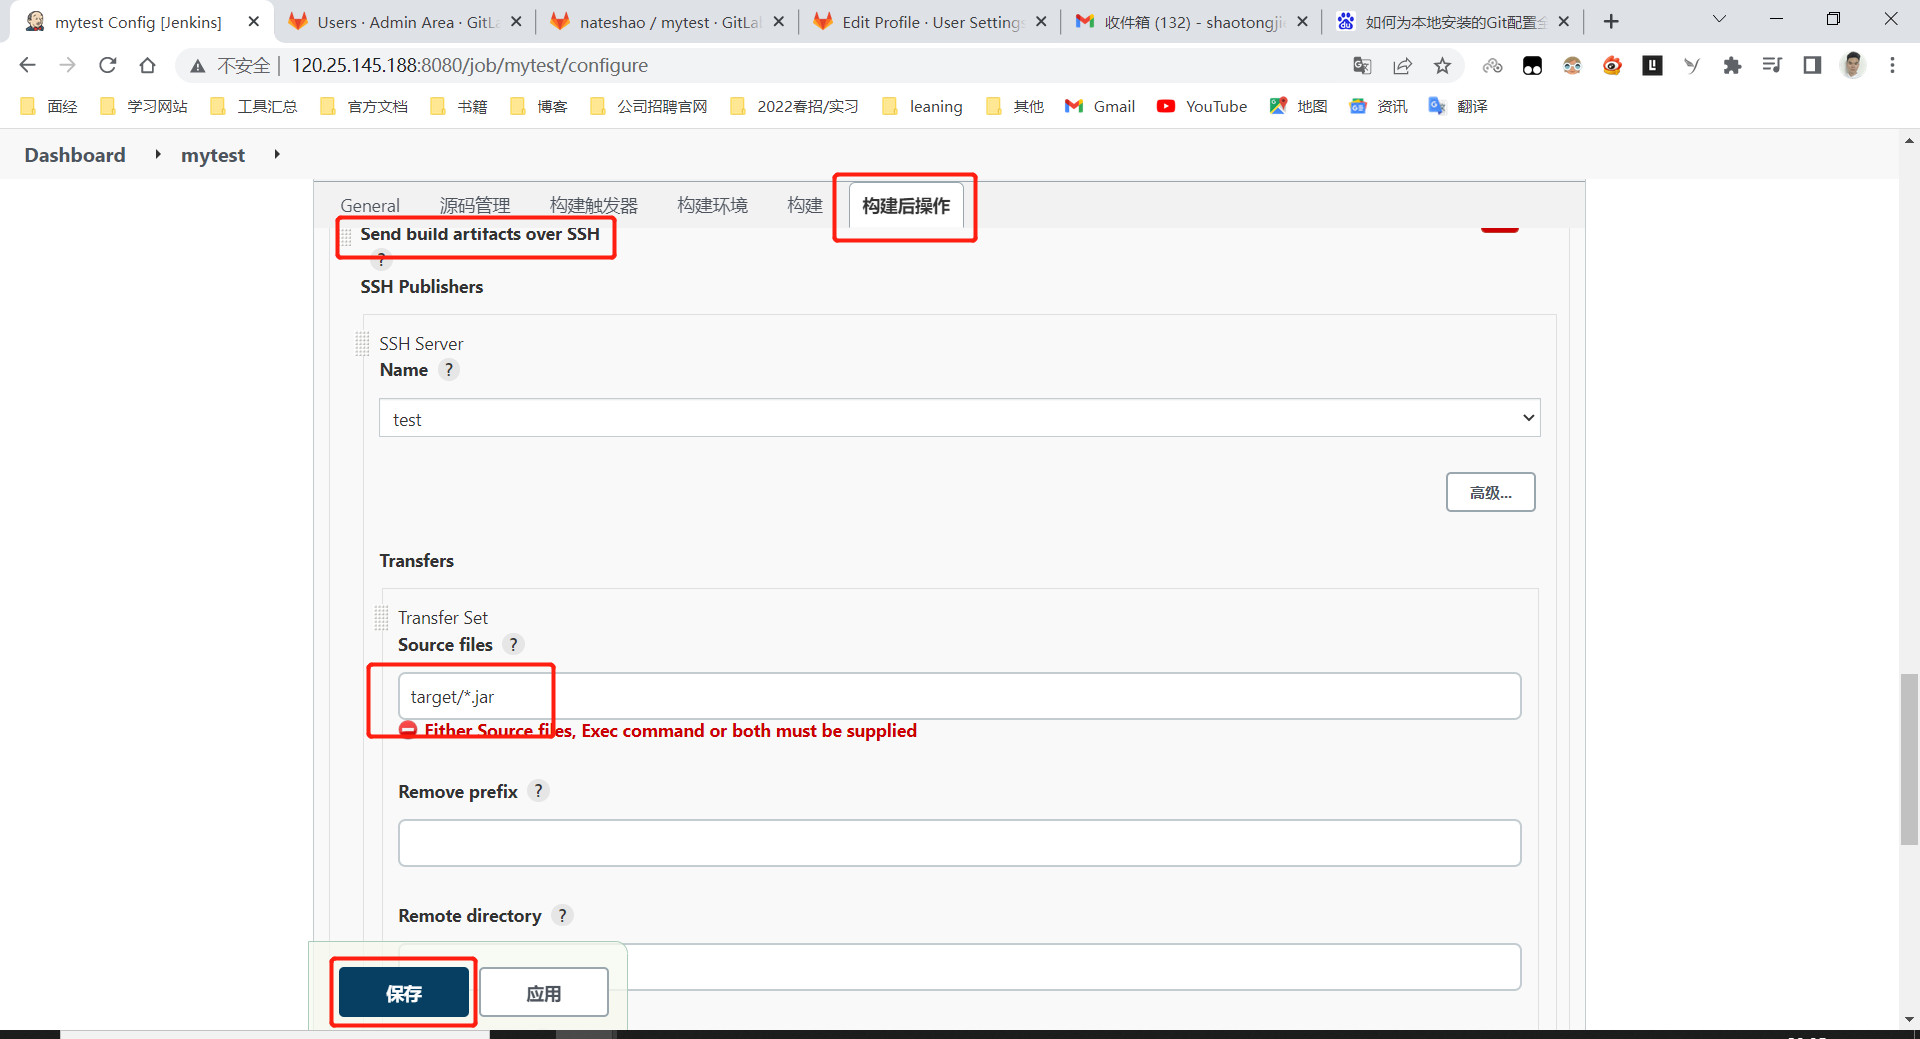 mytest Config [Jenkins]
Users · Admin Area · GitLa
nateshao / mytest · GitLa
Edit Profile · User Settings
收件箱 (132) - shaotongji
如何为本地安装的Git配置
不安全 | 120.25.145.188:8080/job/mytest/configure
面经 学习网站 工具汇总 官方文档 书籍 博客 公司招聘官网 2022春招/实习 leaning 其他 Gmail YouTube 地图 资讯 翻译
Dashboard mytest
General 源码管理 构建触发器 构建环境 构建 构建后操作
Send build artifacts over SSH
?
SSH Publishers
SSH Server
Name ?
test
高级...
Transfers
Transfer Set
Source files ?
target/*.jar
Either Source files, Exec command or both must be supplied
Remove prefix ?
Remote directory ?
保存 应用